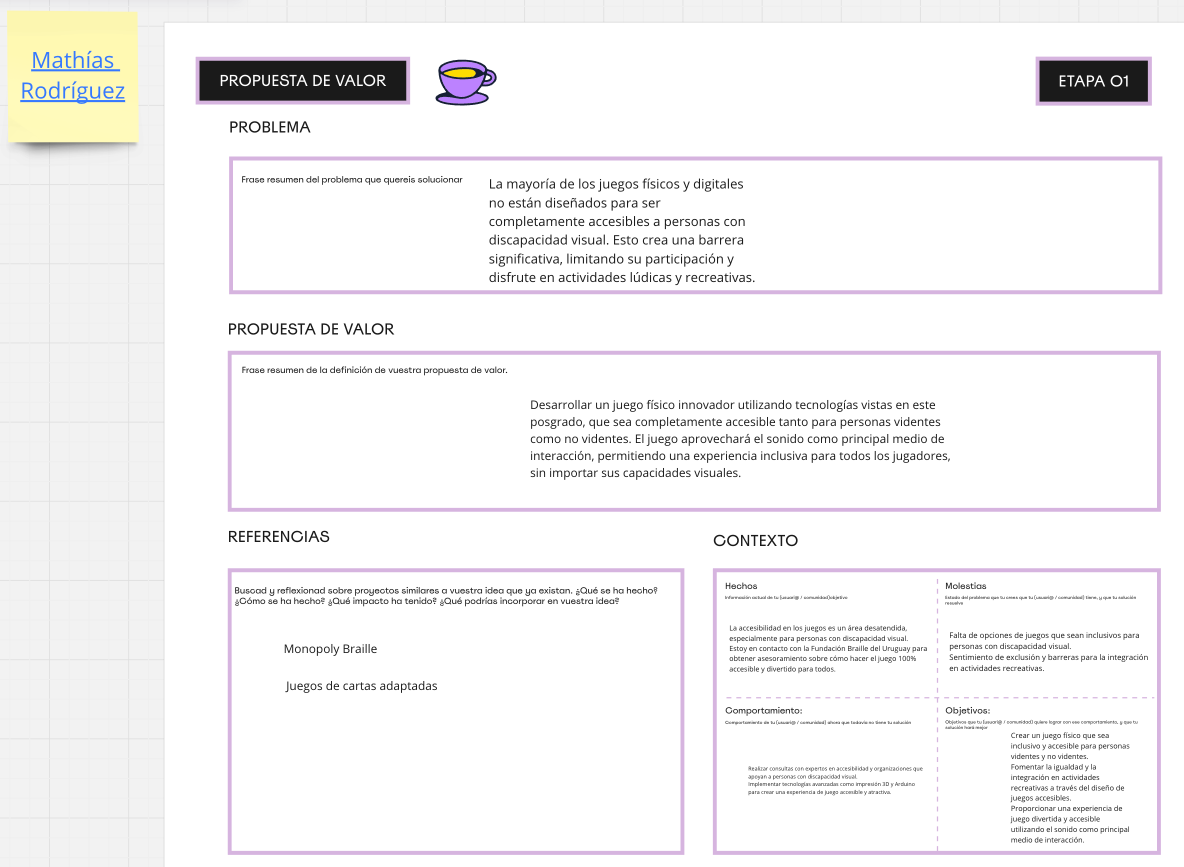 Mathías
Rodríguez
PROPUESTA DE VALOR
ETAPA 01
PROBLEMA
Frase resumen del problema que quereis solucionar
La mayoría de los juegos físicos y digitales
no están diseñados para ser
completamente accesibles a personas con
discapacidad visual. Esto crea una barrera
significativa, limitando su participación y
disfrute en actividades lúdicas y recreativas.
PROPUESTA DE VALOR
Frase resumen de la definición de vuestra propuesta de valor.
Desarrollar un juego físico innovador utilizando tecnologías vistas en este
posgrado, que sea completamente accesible tanto para personas videntes
como no videntes. El juego aprovechará el sonido como principal medio de
interacción, permitiendo una experiencia inclusiva para todos los jugadores,
sin importar sus capacidades visuales.
REFERENCIAS
Buscad y reflexionad sobre proyectos similares a vuestra idea que ya existan. ¿Qué se ha hecho?
¿Cómo se ha hecho? ¿Qué impacto ha tenido? ¿Qué podrías incorporar en vuestra idea?
Monopoly Braille
Juegos de cartas adaptadas
CONTEXTO
Hechos
Información actual de tu (usuari@ / comunidad)objetivo
La accesibilidad en los juegos es un área desatendida,
especialmente para personas con discapacidad visual.
Estoy en contacto con la Fundación Braille del Uruguay para
obtener asesoramiento sobre cómo hacer el juego 100%
accesible y divertido para todos.
Molestias
Estado del problema que tu crees que tu (usuari@ / comunidad) tiene, y que tu solución
resuelve
Falta de opciones de juegos que sean inclusivos para
personas con discapacidad visual.
Sentimiento de exclusión y barreras para la integración
en actividades recreativas.
Comportamiento:
Comportamiento de tu (usuari@ / comunidad) ahora que todavía no tiene tu solución
Realizar consultas con expertos en accesibilidad y organizaciones que
apoyan a personas con discapacidad visual.
Implementar tecnologías avanzadas como impresión 3D y Arduino
para crear una experiencia de juego accesible y atractiva.
Objetivos:
Objetivos que tu (usuari@ / comunidad) quiere lograr con ese comportamiento, y que tu
solución hará mejor
Crear un juego físico que sea
inclusivo y accesible para personas
videntes y no videntes.
Fomentar la igualdad y la
integración en actividades
recreativas a través del diseño de
juegos accesibles.
Proporcionar una experiencia de
juego divertida y accesible
utilizando el sonido como principal
medio de interacción.